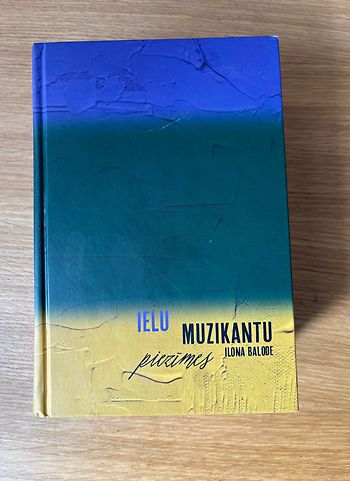 IELU
MUZIKANTU
piezīmes
ILONA BALODE